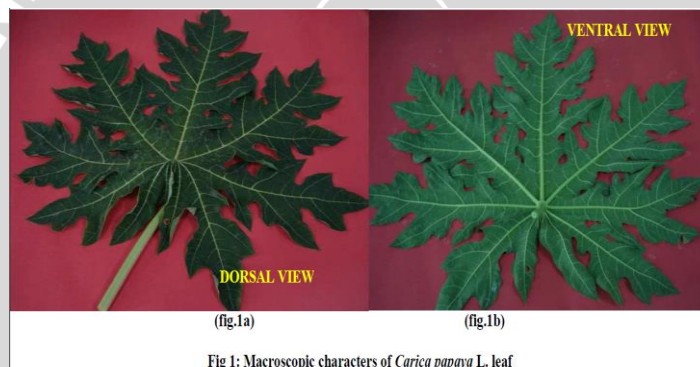 VENTRAL VIEW
DORSAL VIEW
(fig.1a) (fig.1b)
Fig 1: Macroscopic characters of Carica papaya L. leaf